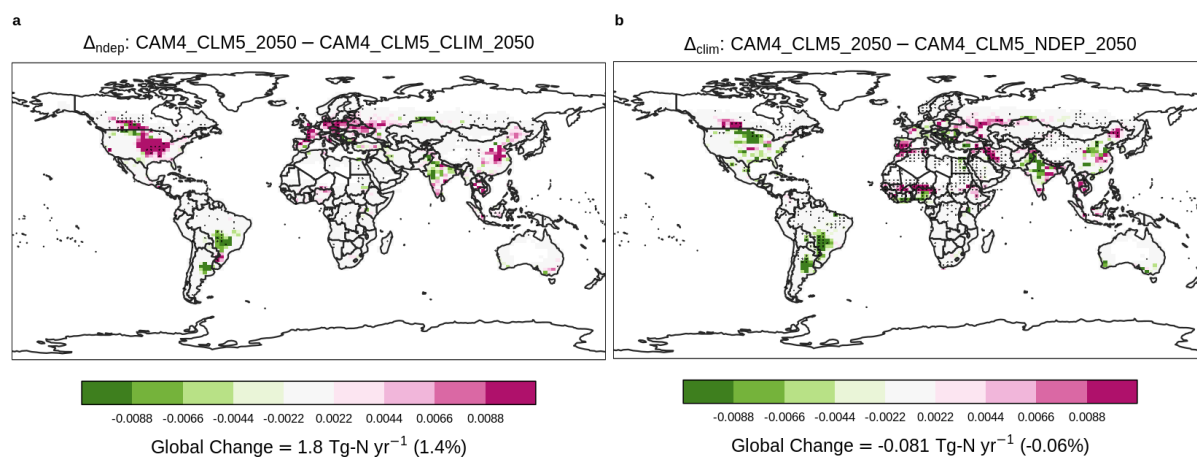 a
Δndep: CAM4_CLM5_2050 − CAM4_CLM5_CLIM_2050
-0.0088 -0.0066 -0.0044 -0.0022 0.0022 0.0044 0.0066 0.0088
Global Change = 1.8 Tg-N yr⁻¹ (1.4%)
b
Δclim: CAM4_CLM5_2050 − CAM4_CLM5_NDEP_2050
-0.0088 -0.0066 -0.0044 -0.0022 0.0022 0.0044 0.0066 0.0088
Global Change = -0.081 Tg-N yr⁻¹ (-0.06%)